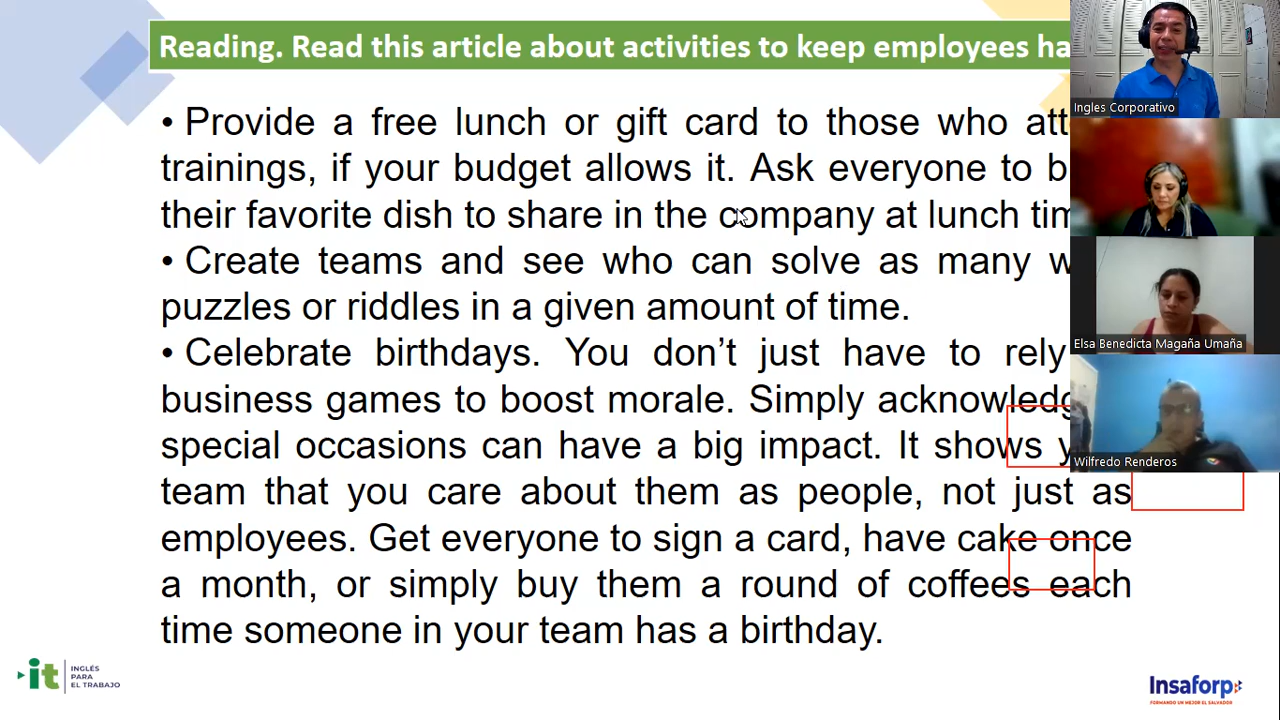 Reading. Read this article about activities to keep employees
• Provide a free lunch or gift card to those who
trainings, if your budget allows it. Ask everyone to
their favorite dish to share in the company at lunch
• Create teams and see who can solve as many
puzzles or riddles in a given amount of time.
• Celebrate birthdays. You don’t just have to rely
business games to boost morale. Simply
special occasions can have a big impact. It shows
team that you care about them as people, not just as
employees. Get everyone to sign a card, have cake once
a month, or simply buy them a round of coffees each
time someone in your team has a birthday.
Ingles Corporativo
Elsa Benedicta Magaña Umaña
Wilfredo Renderos
it INGLÉS
PARA
EL TRABAJO
Insaforp
FORMANDO UN MEJOR EL SALVADOR